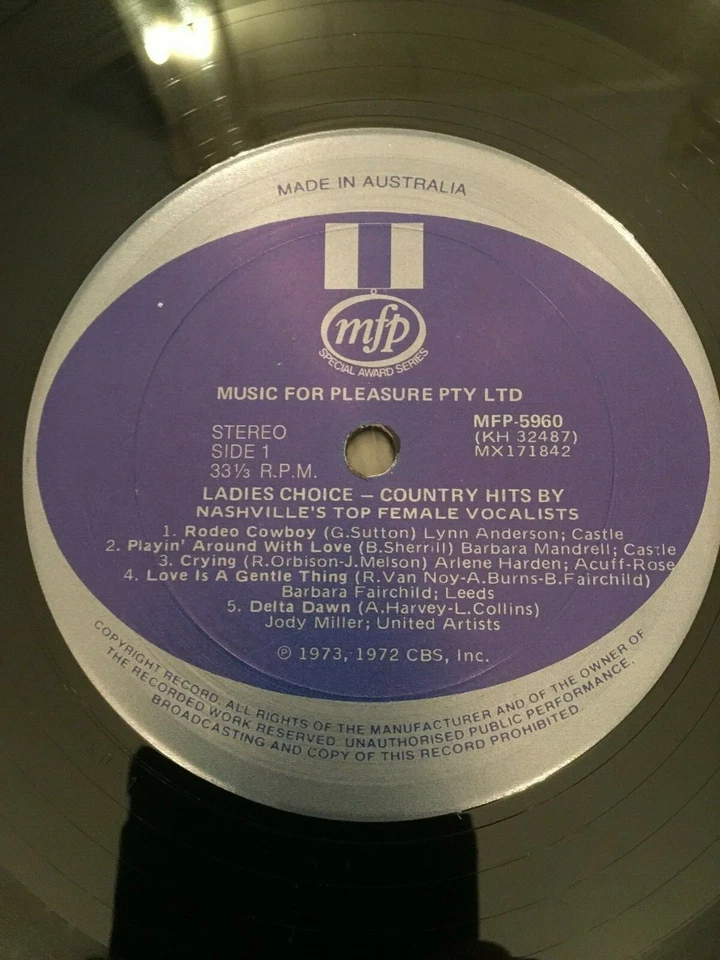 MADE IN AUSTRALIA
mfp
SPECIAL AWARD SERIES
MUSIC FOR PLEASURE PTY LTD
STEREO
SIDE 1
33⅓ R.P.M.
MFP-5960
(KH 32487)
MX171842
LADIES CHOICE – COUNTRY HITS BY
NASHVILLE'S TOP FEMALE VOCALISTS
1. Rodeo Cowboy (G.Sutton) Lynn Anderson; Castle
2. Playin' Around With Love (B.Sherrill) Barbara Mandrell; Castle
3. Crying (R.Orbison-J.Melson) Arlene Harden; Acuff-Rose
4. Love Is A Gentle Thing (R.Van Noy-A.Burns-B.Fairchild)
Barbara Fairchild; Leeds
5. Delta Dawn (A.Harvey-L.Collins)
Jody Miller; United Artists
℗ 1973, 1972 CBS, Inc.
COPYRIGHT RECORD. ALL RIGHTS OF THE MANUFACTURER AND OF THE OWNER OF
THE RECORDED WORK RESERVED. UNAUTHORISED PUBLIC PERFORMANCE,
BROADCASTING AND COPY OF THIS RECORD PROHIBITED.